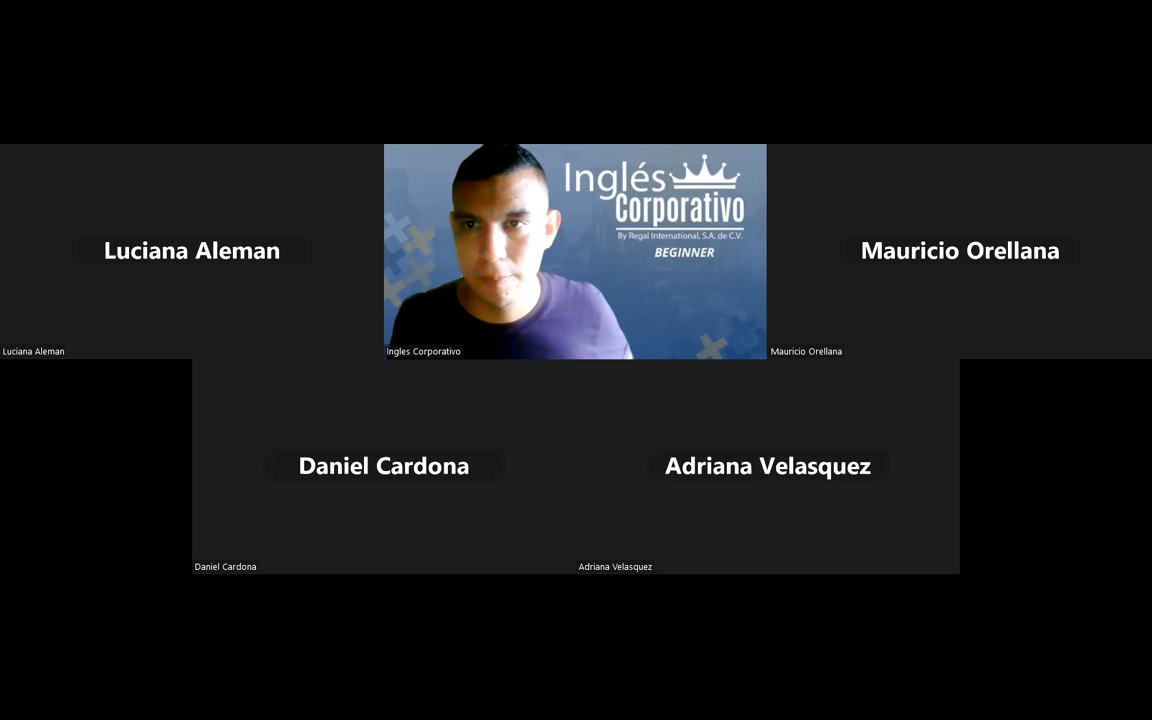 Luciana Aleman
Luciana Aleman
Inglés
Corporativo
By Regal International, S.A. de C.V.
BEGINNER
Ingles Corporativo
Mauricio Orellana
Mauricio Orellana
Daniel Cardona
Daniel Cardona
Adriana Velasquez
Adriana Velasquez